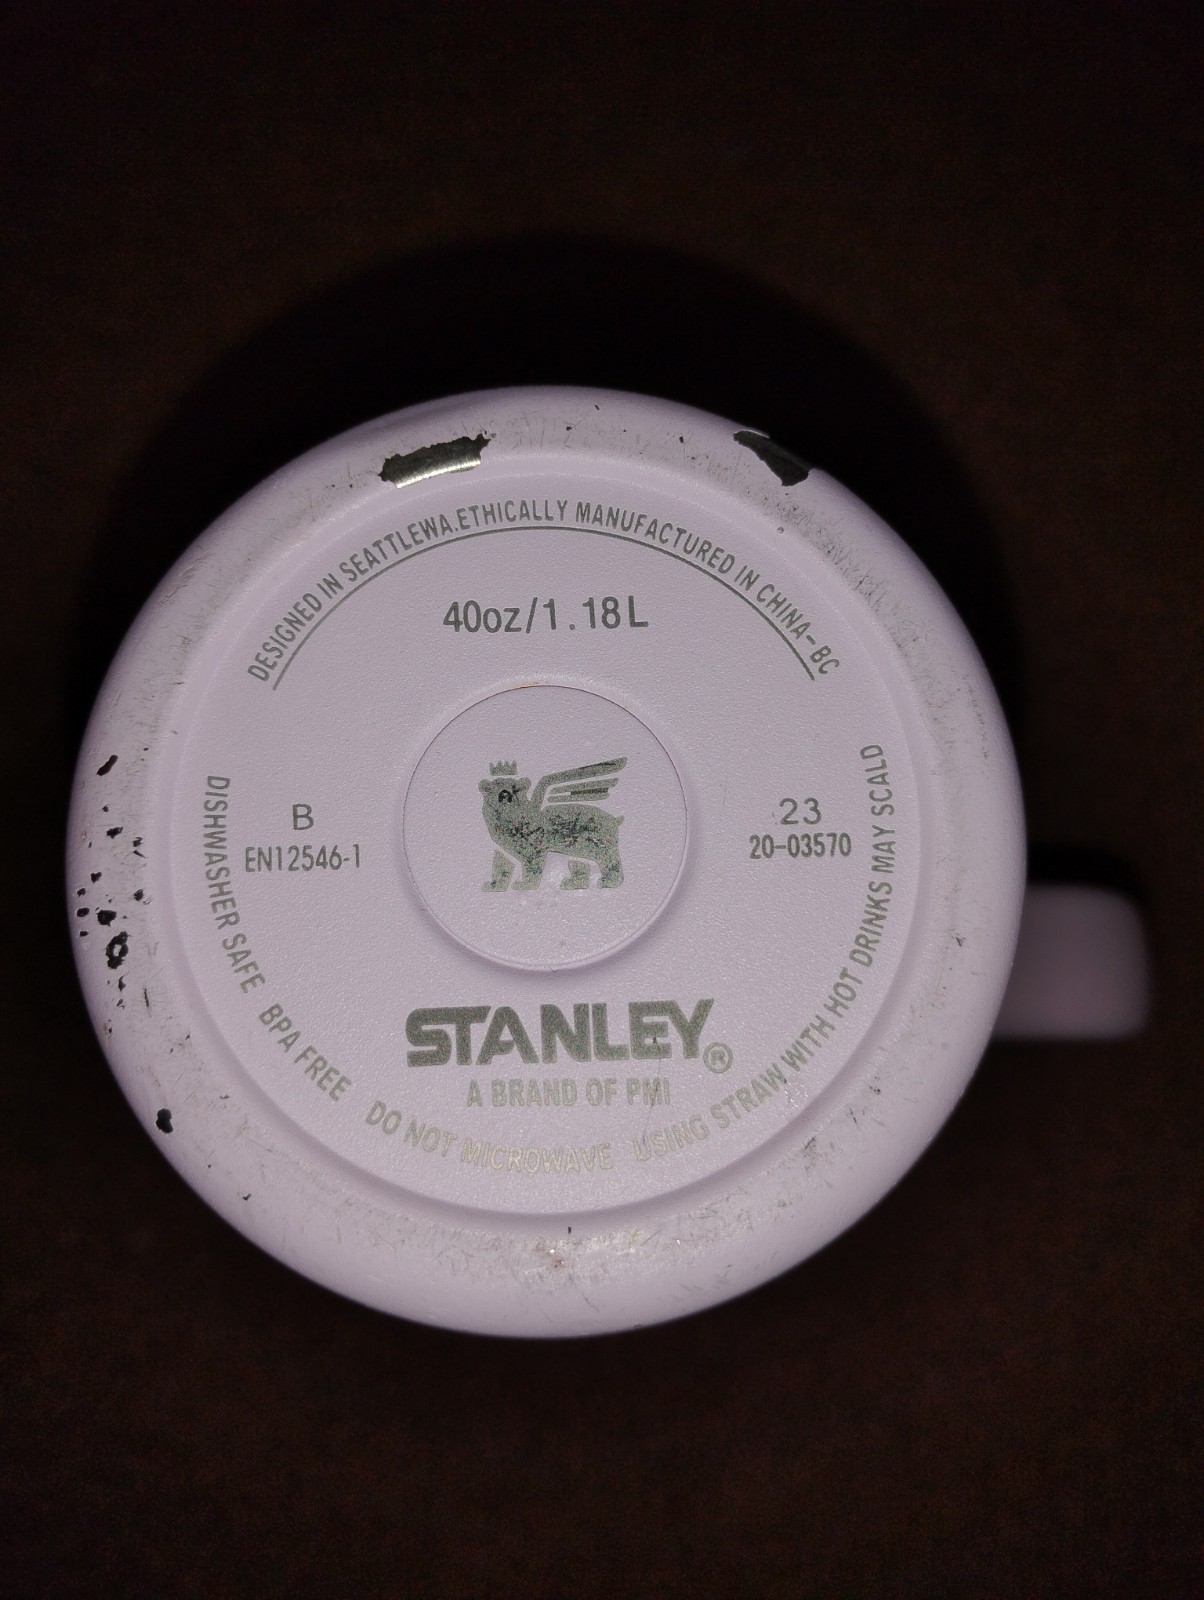 DESIGNED IN SEATTLEWA.ETHICALLY MANUFACTURED IN CHINA-BC
40oz/1.18L
B
EN12546-1
23
20-03570
STANLEY®
A BRAND OF PMI
DISHWASHER SAFE BPA FREE DO NOT MICROWAVE USING STRAW WITH HOT DRINKS MAY SCALD